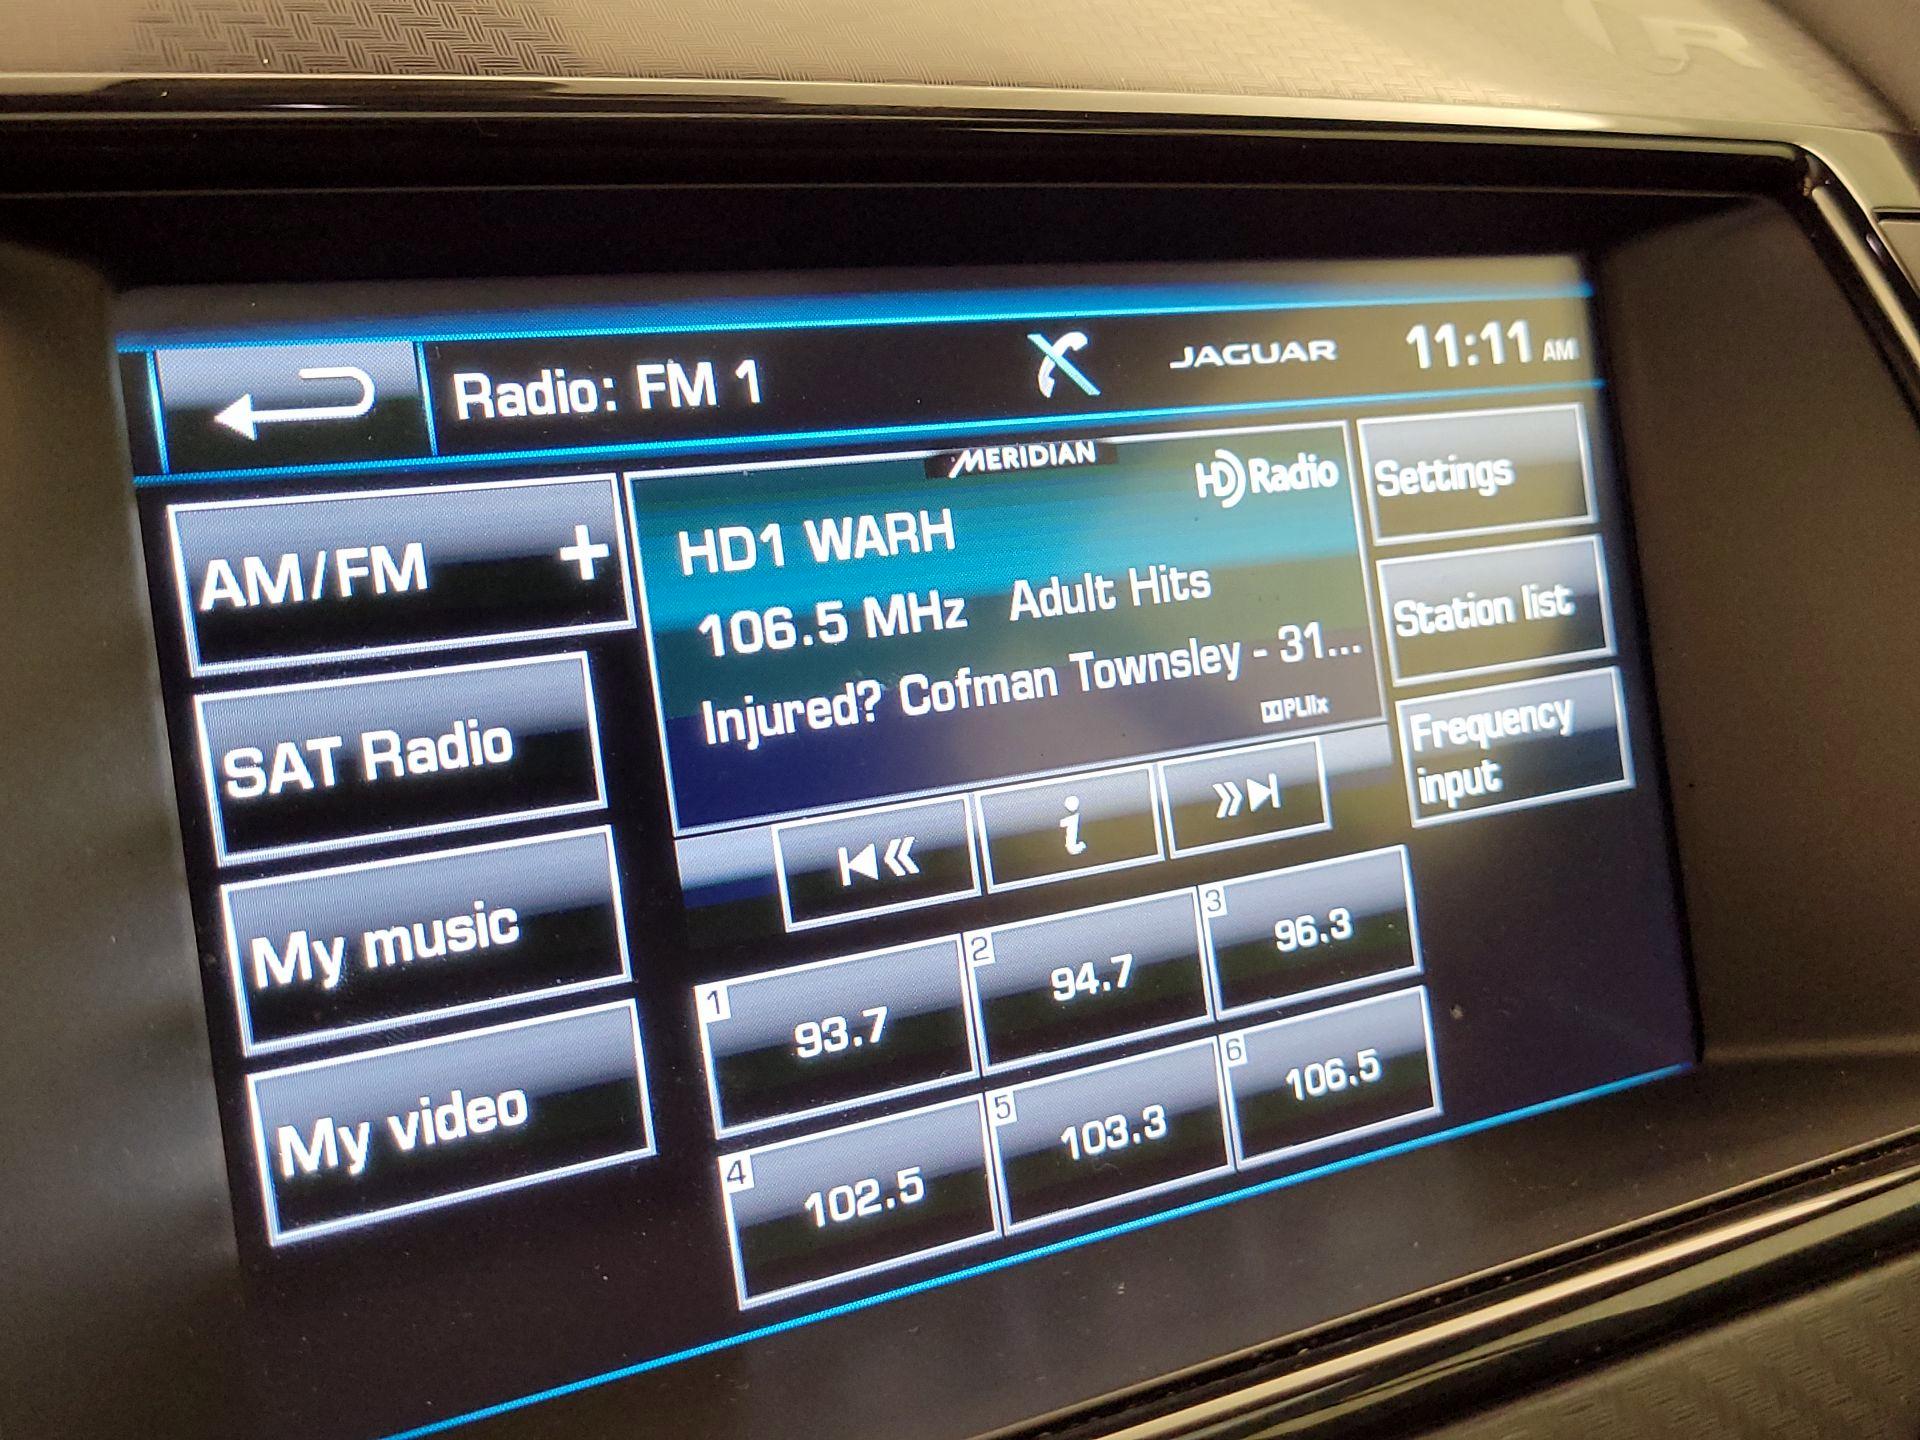 R
Radio: FM 1
JAGUAR
11:11 AM
AM/FM +
SAT Radio
My music
My video
MERIDIAN
HD Radio
HD1 WARH
106.5 MHz Adult Hits
Injured? Cofman Townsley - 31...
PLIIx
i
1 93.7
2 94.7
3 96.3
4 102.5
5 103.3
6 106.5
Settings
Station list
Frequency
input